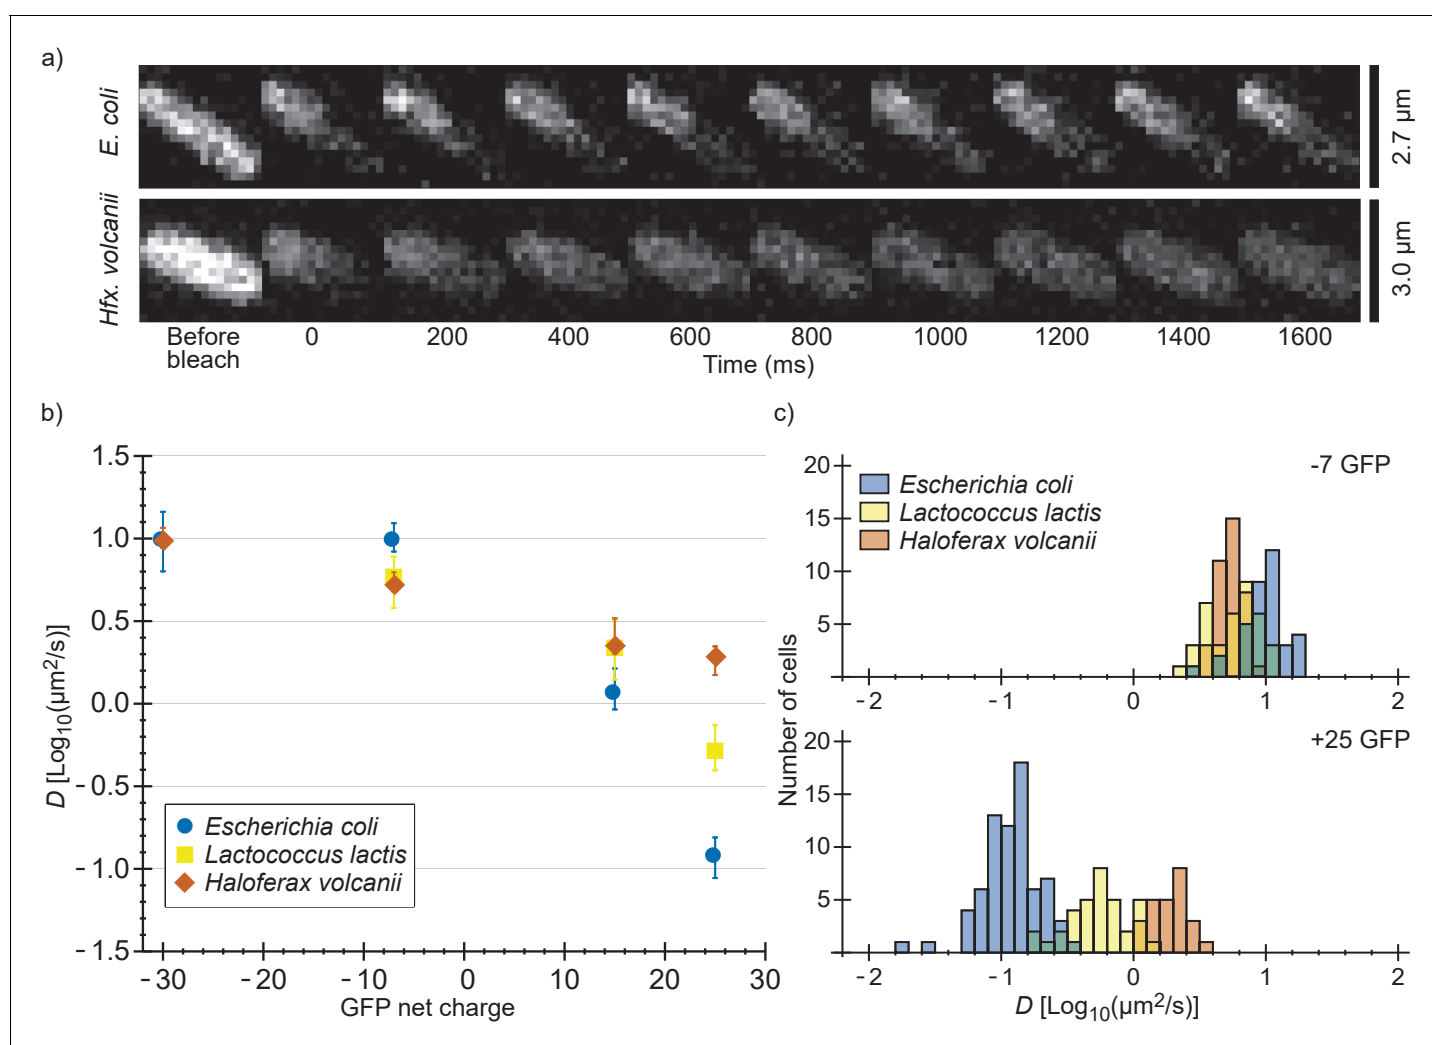 a)
E. coli
2.7 µm
Hfx. volcanii
3.0 µm
Before bleach
0 200 400 600 800 1000 1200 1400 1600
Time (ms)
b)
1.5
1.0
0.5
0.0
-0.5
-1.0
-1.5
D [Log10(µm²/s)]
Escherichia coli
Lactococcus lactis
Haloferax volcanii
-30 -20 -10 0 10 20 30
GFP net charge
c)
-7 GFP
20
15
10
5
Escherichia coli
Lactococcus lactis
Haloferax volcanii
-2 -1 0 1 2
Number of cells
+25 GFP
20
15
10
5
-2 -1 0 1 2
D [Log10(µm²/s)]